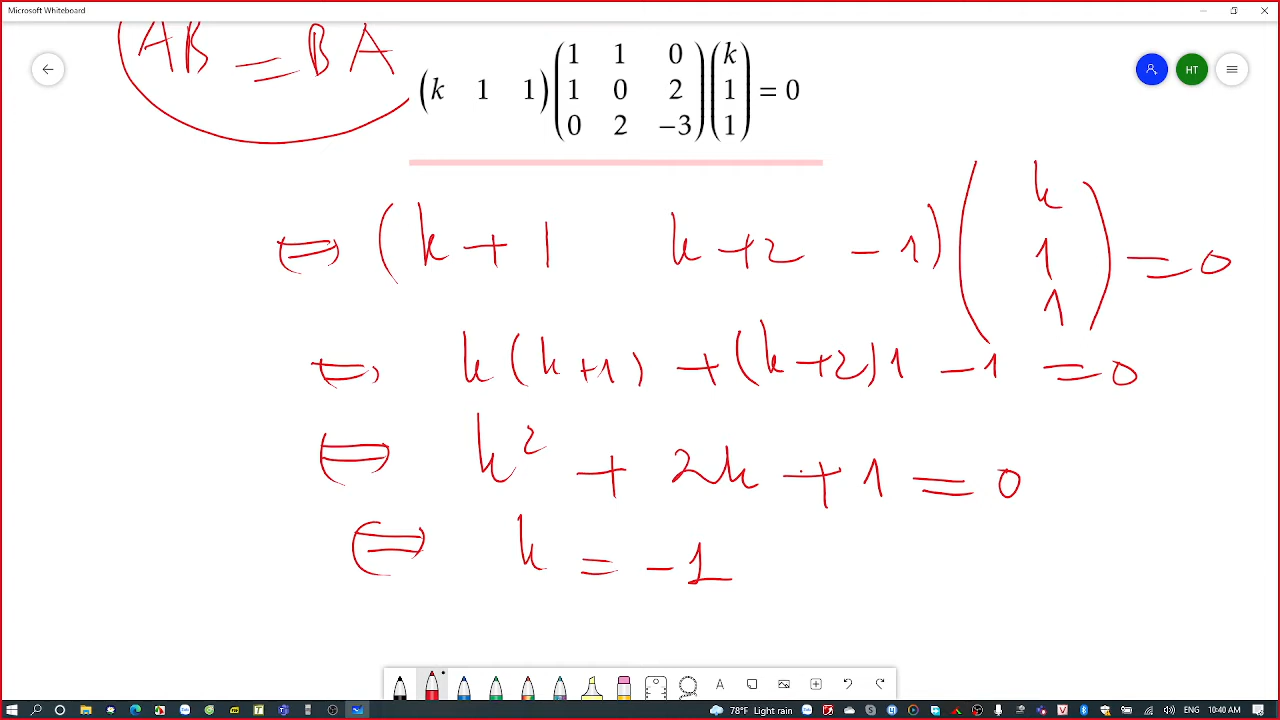 Microsoft Whiteboard
AB = BA
(k 1 1) (1 1 0; 1 0 2; 0 2 −3) (k; 1; 1) = 0
HT
⇔ (k+1 k+2 −1) (k; 1; 1) = 0
⇔ k(k+1) + (k+2)1 −1 = 0
⇔ k² + 2k + 1 = 0
⇔ k = −1
A
78°F Light rain
ENG
10:40 AM